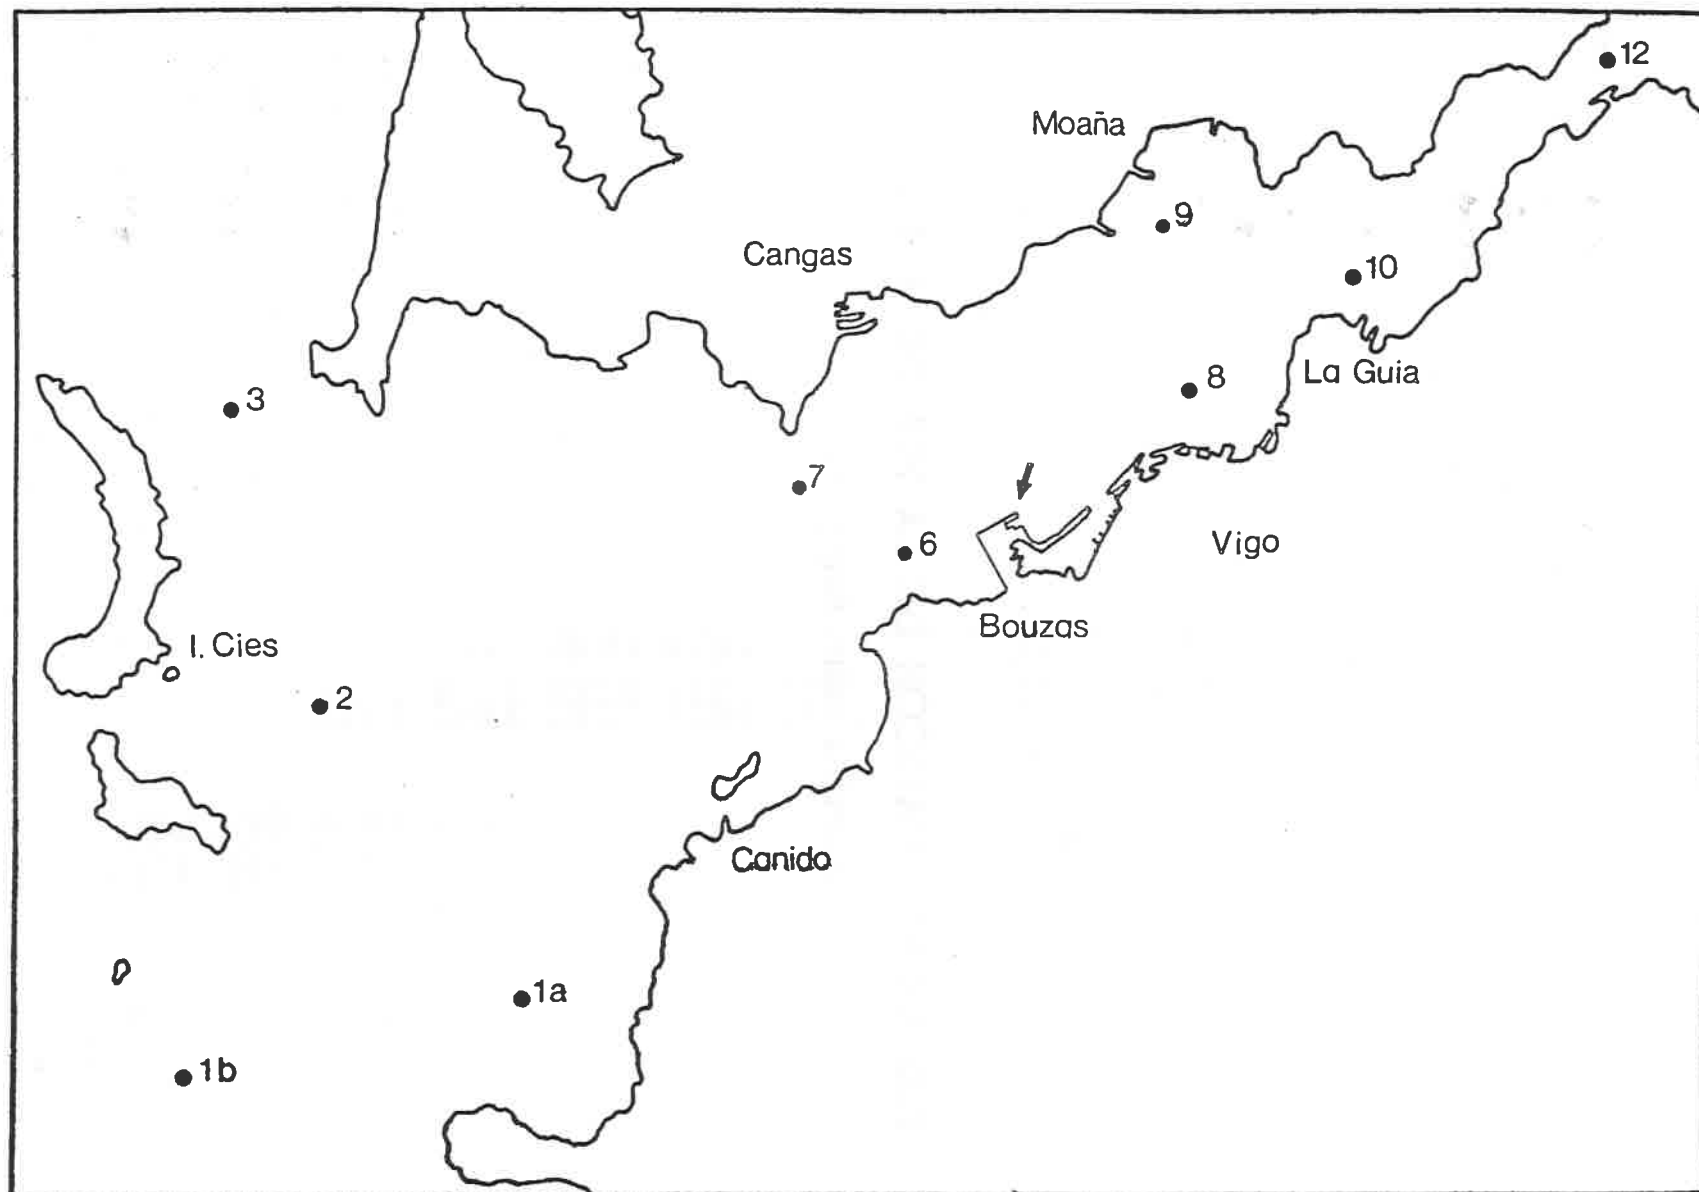 12
Moaña
9
Cangas
10
La Guia
8
3
7
6
Vigo
Bouzas
I. Cies
2
Canido
1a
1b